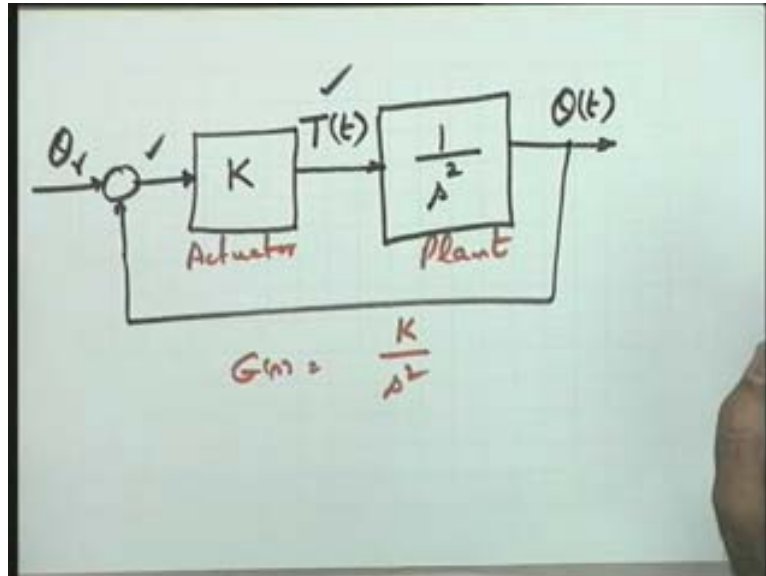 θr
K
T(t)
1
s²
θ(t)
Actuator
Plant
G(s) =
K
s²